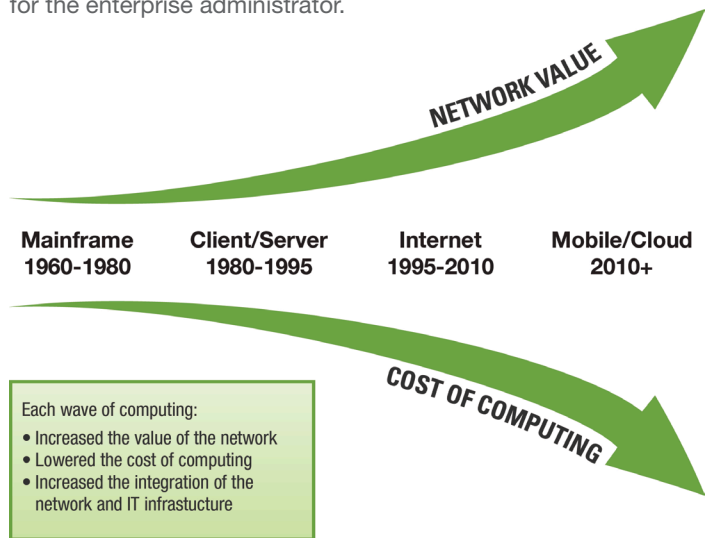 for the enterprise administrator.
NETWORK VALUE
Mainframe
1960-1980
Client/Server
1980-1995
Internet
1995-2010
Mobile/Cloud
2010+
COST OF COMPUTING
Each wave of computing:
• Increased the value of the network
• Lowered the cost of computing
• Increased the integration of the
network and IT infrastucture